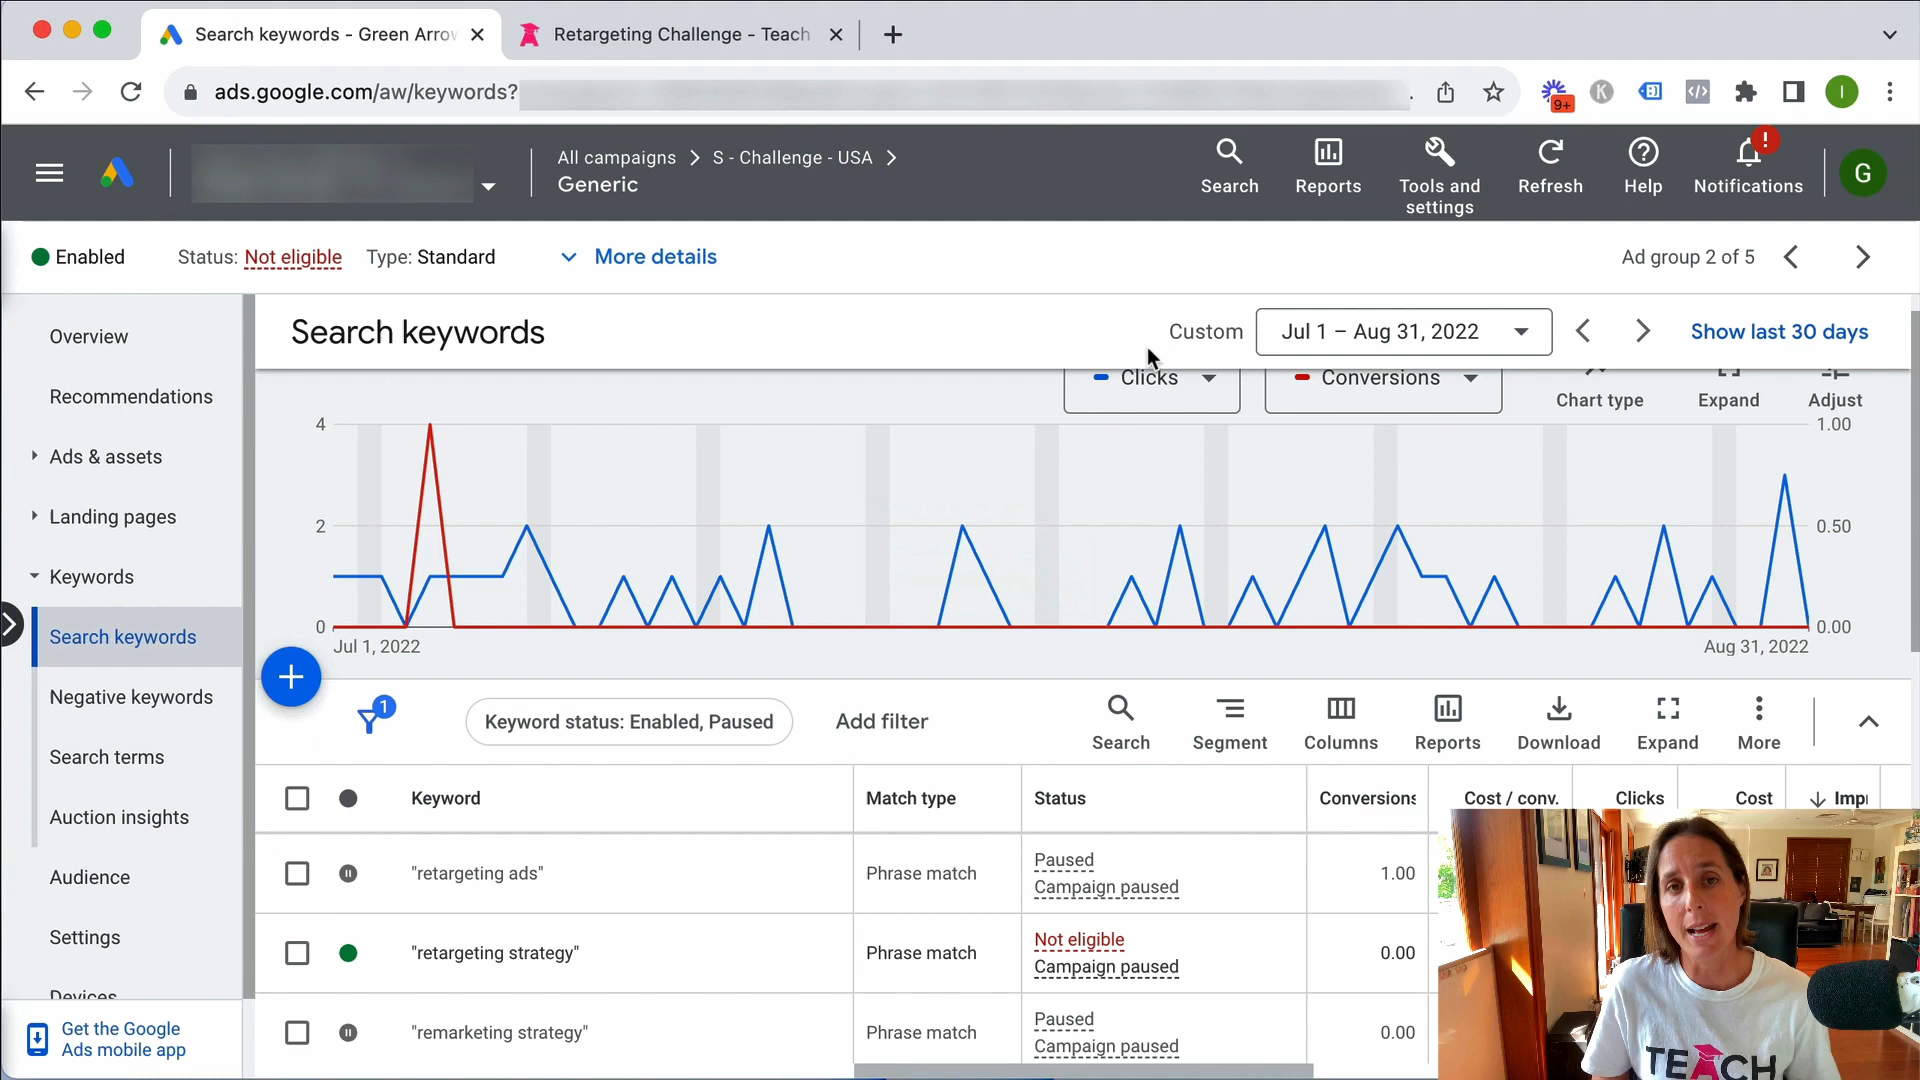 Search keywords - Green Arrow
Retargeting Challenge - Teach
ads.google.com/aw/keywords?
9+
K
I
All campaigns
S - Challenge - USA
Generic
Search
Reports
Tools and
settings
Refresh
Help
!
Notifications
G
Enabled
Status: Not eligible
Type: Standard
More details
Ad group 2 of 5
Overview
Recommendations
Ads & assets
Landing pages
Keywords
Search keywords
Negative keywords
Search terms
Auction insights
Audience
Settings
Devices
Get the Google
Ads mobile app
Search keywords
Custom
Jul 1 – Aug 31, 2022
Show last 30 days
Clicks
Conversions
Chart type
Expand
Adjust
4
2
0
1.00
0.50
0.00
Jul 1, 2022
Aug 31, 2022
1
Keyword status: Enabled, Paused
Add filter
Search
Segment
Columns
Reports
Download
Expand
More
Keyword
Match type
Status
Conversions
Cost / conv.
Clicks
Cost
Imp
"retargeting ads"
Phrase match
Paused
Campaign paused
1.00
"retargeting strategy"
Phrase match
Not eligible
Campaign paused
0.00
"remarketing strategy"
Phrase match
Paused
Campaign paused
0.00
TEACH